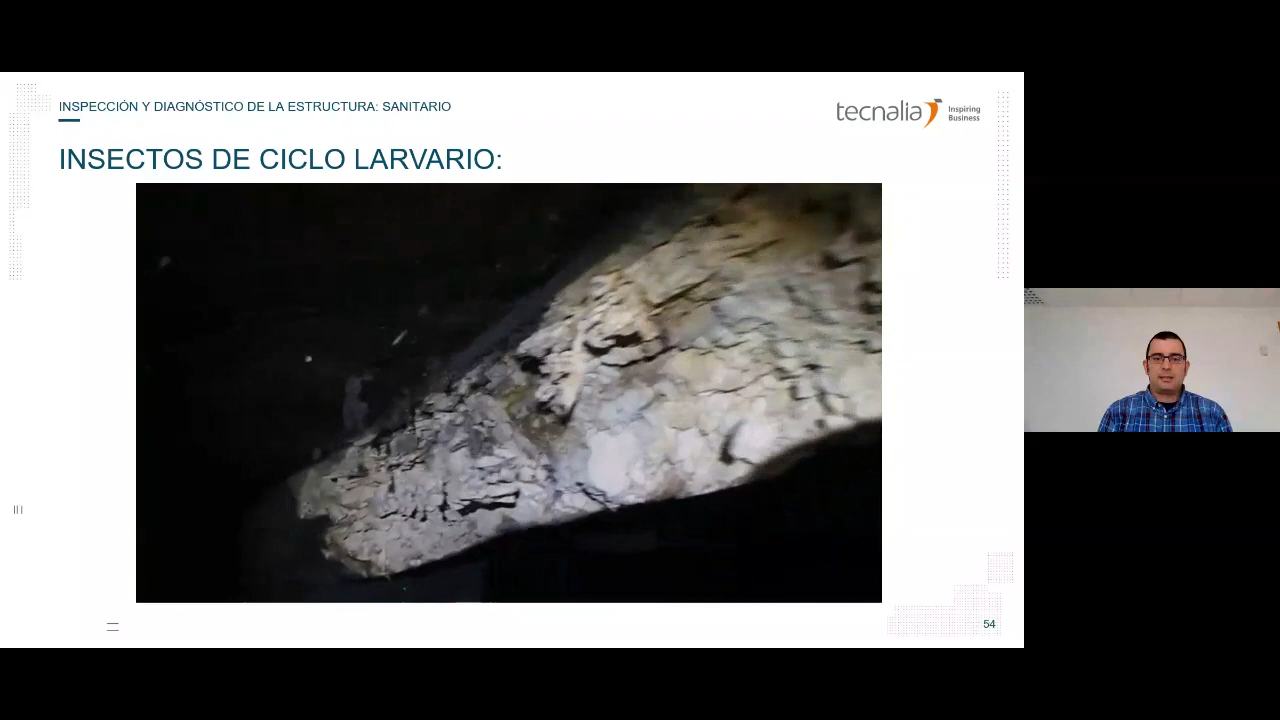 INSPECCIÓN Y DIAGNÓSTICO DE LA ESTRUCTURA: SANITARIO
tecnalia Inspiring Business
INSECTOS DE CICLO LARVARIO:
54